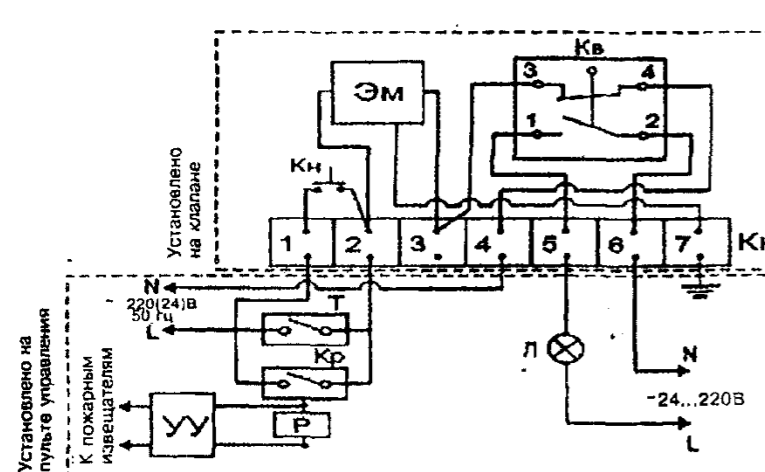 Установлено
на клапане
Кв
3
4
1
2
Эм
Кн
1 2 3 4 5 6 7
Установлено на
пульте управления
К пожарным
извещателям
N
~ 220(24)В
50 Гц
L
Т
Кр
УУ
Р
Л
N
~24...220В
L